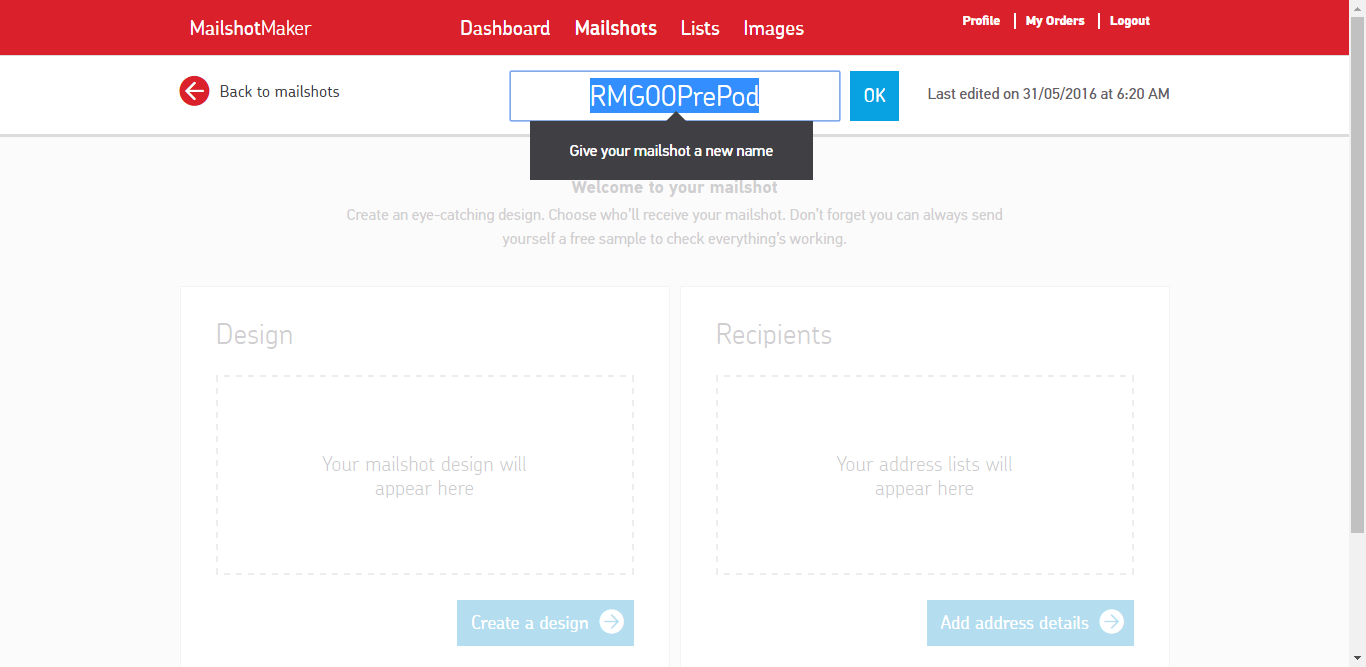 MailshotMaker
Dashboard Mailshots Lists Images
Profile My Orders Logout
Back to mailshots
RMG00PrePod
OK
Last edited on 31/05/2016 at 6:20 AM
Give your mailshot a new name
Welcome to your mailshot
Create an eye-catching design. Choose who'll receive your mailshot. Don't forget you can always send
yourself a free sample to check everything's working.
Design
Your mailshot design will
appear here
Create a design
Recipients
Your address lists will
appear here
Add address details